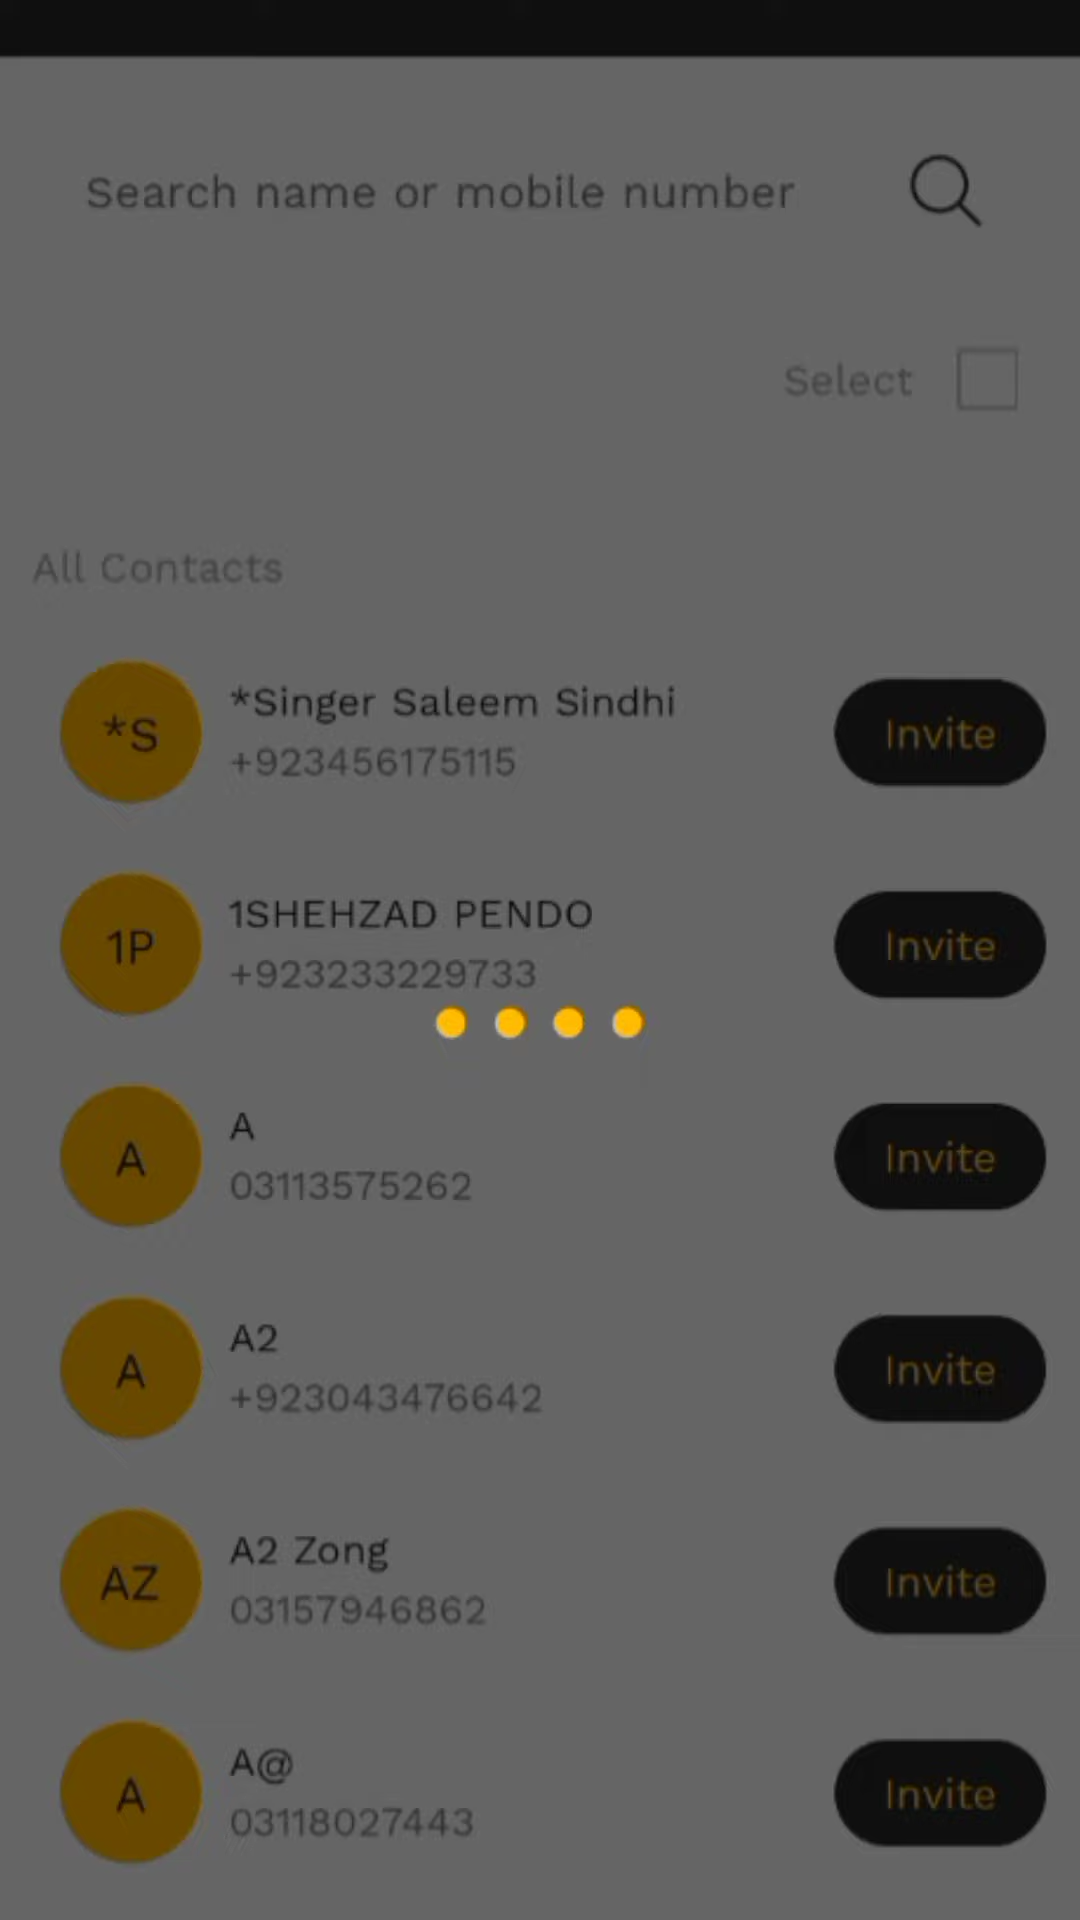 Search name or mobile number
Select
All Contacts
*S
*Singer Saleem Sindhi
+923456175115
Invite
1P
1SHEHZAD PENDO
+923233229733
Invite
A
A
03113575262
Invite
A
A2
+923043476642
Invite
AZ
A2 Zong
03157946862
Invite
A
A@
03118027443
Invite